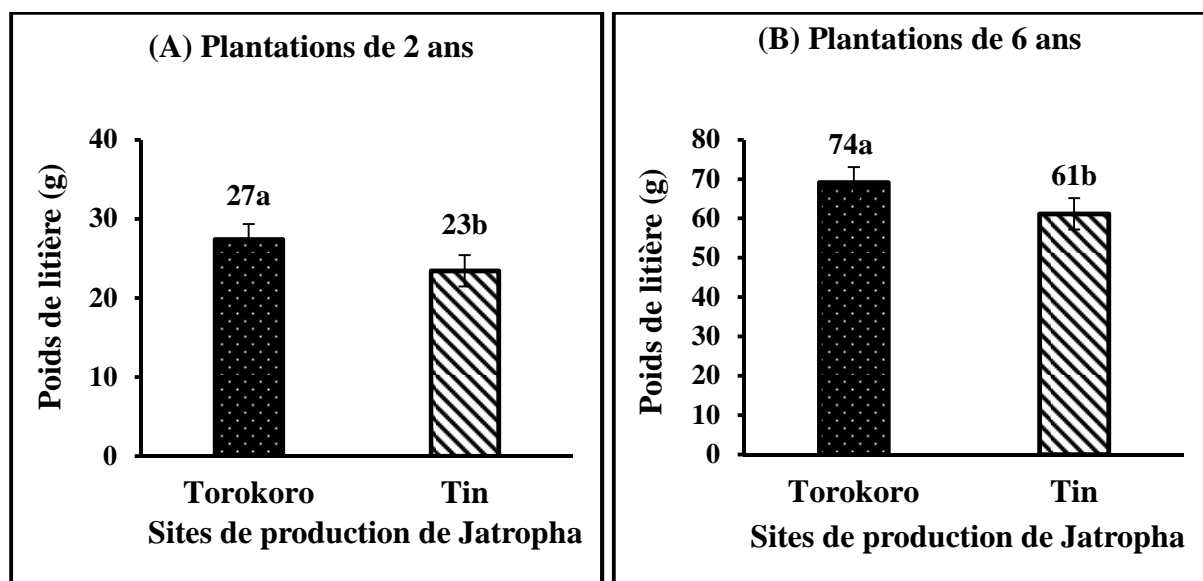 (A) Plantations de 2 ans
Poids de litière (g)
40
30
20
10
0
27a
23b
Torokoro
Tin
Sites de production de Jatropha
(B) Plantations de 6 ans
Poids de litière (g)
80
70
60
50
40
30
20
10
0
74a
61b
Torokoro
Tin
Sites de production de Jatropha